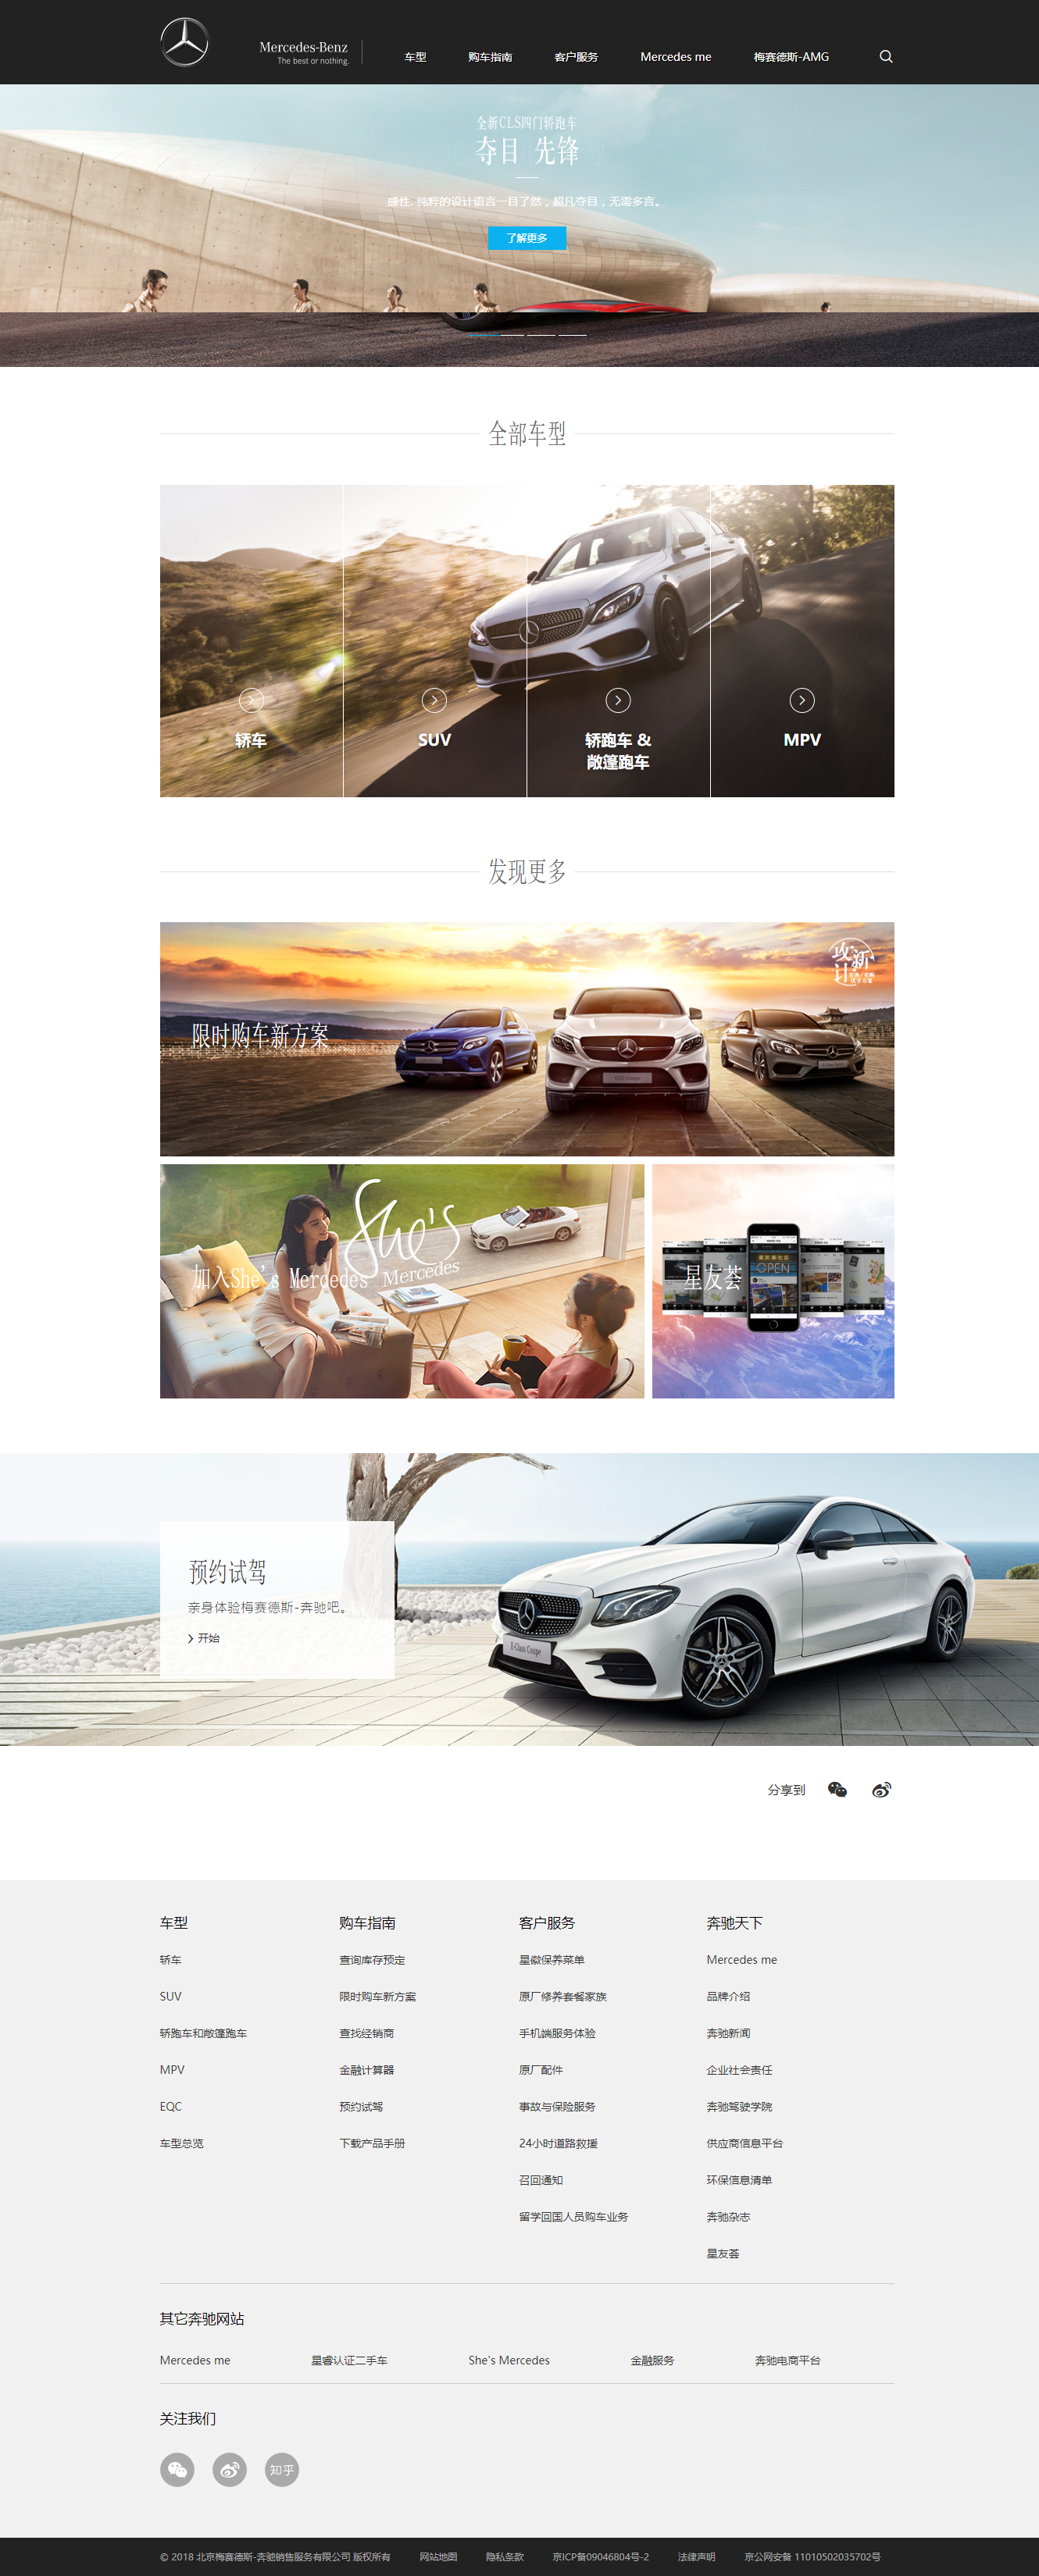 Mercedes-Benz
The best or nothing.
车型
购车指南
客户服务
Mercedes me
梅赛德斯-AMG
全新CLS四门轿跑车
夺目 先锋
感性、纯粹的设计语言一目了然，超凡夺目，无需多言。
了解更多
全部车型
轿车
SUV
轿跑车 &
敞篷跑车
MPV
发现更多
攻新计
限时购车新方案
GLE Coupe
She's
Mercedes
加入She's Mercedes
OPEN
星友荟
预约试驾
亲身体验梅赛德斯-奔驰吧。
开始
E-Class Coupe
分享到
车型
轿车
SUV
轿跑车和敞篷跑车
MPV
EQC
车型总览
购车指南
查询库存预定
限时购车新方案
查找经销商
金融计算器
预约试驾
下载产品手册
客户服务
星徽保养菜单
原厂修养套餐家族
手机端服务体验
原厂配件
事故与保险服务
24小时道路救援
召回通知
留学回国人员购车业务
奔驰天下
Mercedes me
品牌介绍
奔驰新闻
企业社会责任
奔驰驾驶学院
供应商信息平台
环保信息清单
奔驰杂志
星友荟
其它奔驰网站
Mercedes me
星睿认证二手车
She's Mercedes
金融服务
奔驰电商平台
关注我们
知乎
© 2018 北京梅赛德斯-奔驰销售服务有限公司 版权所有
网站地图
隐私条款
京ICP备09046804号-2
法律声明
京公网安备 11010502035702号